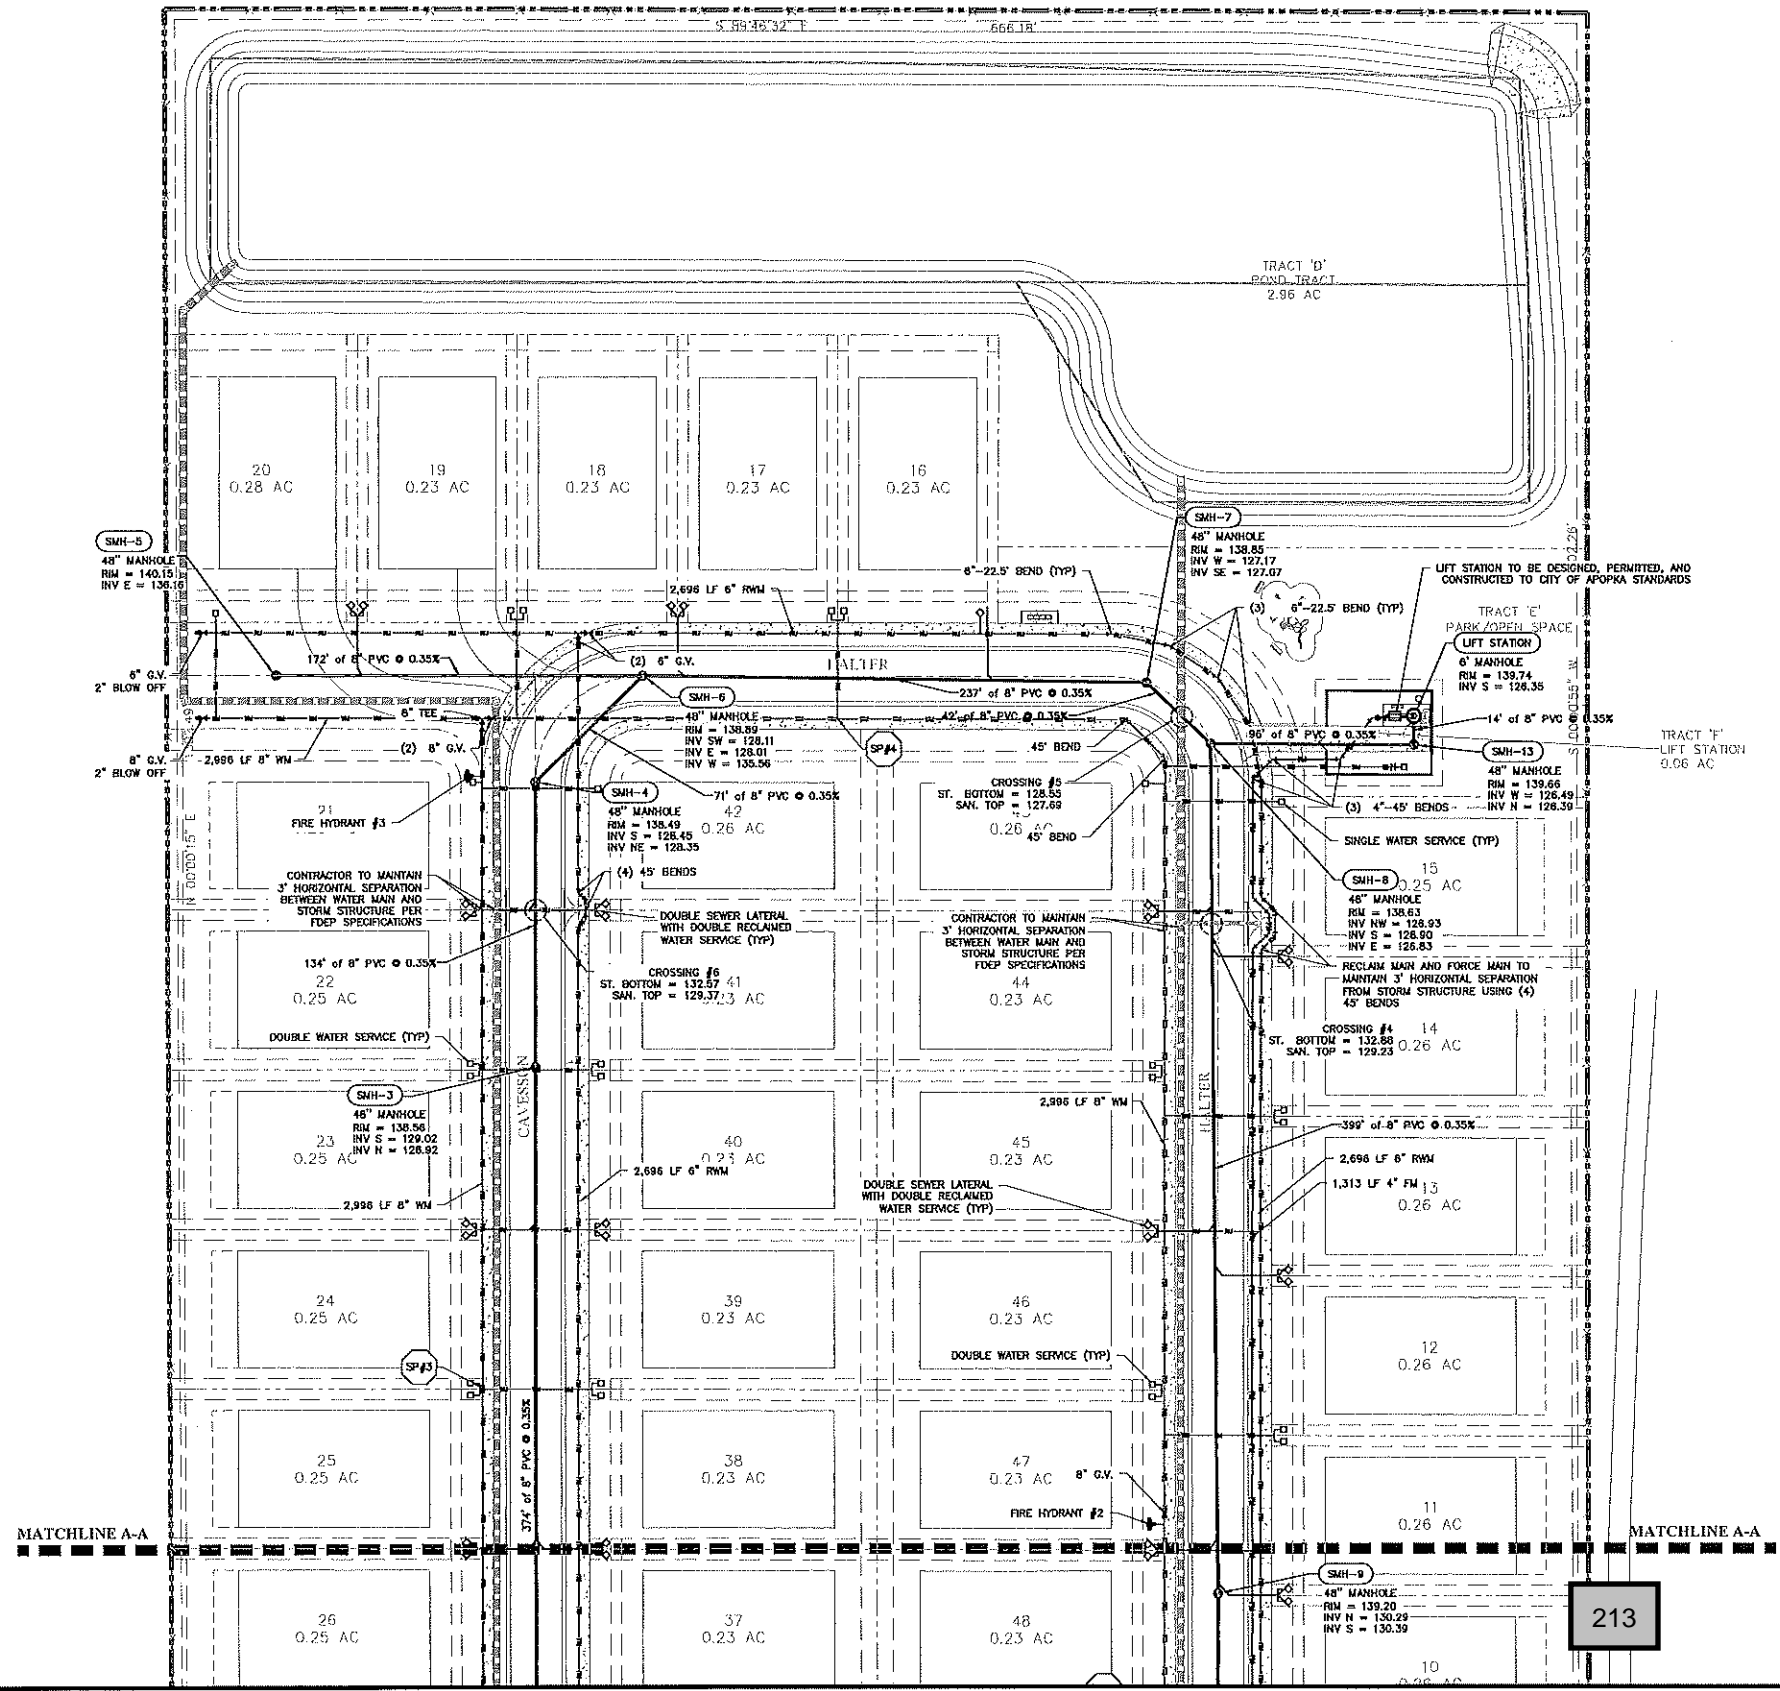 S 89°46'32" E 666.18'
TRACT 'D'
POND TRACT
2.96 AC
20
0.28 AC
19
0.23 AC
18
0.23 AC
17
0.23 AC
16
0.23 AC
SMH-5
48" MANHOLE
RIM = 140.15
INV E = 136.16
SMH-7
48" MANHOLE
RIM = 138.85
INV W = 127.17
INV SE = 127.07
6"-22.5° BEND (TYP)
2,696 LF 6" RWM
(3) 6"-22.5° BEND (TYP)
LIFT STATION TO BE DESIGNED, PERMITTED, AND
CONSTRUCTED TO CITY OF APOPKA STANDARDS
TRACT 'E'
PARK/OPEN SPACE
LIFT STATION
6' MANHOLE
RIM = 139.74
INV S = 126.35
172' of 8" PVC @ 0.35%
6" G.V.
2" BLOW OFF
(2) 6" G.V.
HALTER
237' of 8" PVC @ 0.35%
SMH-6
48" MANHOLE
RIM = 138.89
INV SW = 128.11
INV E = 128.01
INV W = 135.56
42' of 8" PVC @ 0.35%
45° BEND
SP#4
96' of 8" PVC @ 0.35%
14' of 8" PVC @ 0.35%
SMH-13
48" MANHOLE
RIM = 139.66
INV W = 126.49
INV N = 126.39
TRACT 'F'
LIFT STATION
0.06 AC
8" TEE
(2) 8" G.V.
8" G.V.
2" BLOW OFF
2,996 LF 8" WM
SMH-4
48" MANHOLE
RIM = 138.49
INV S = 128.45
INV NE = 128.35
71' of 8" PVC @ 0.35%
CROSSING #5
ST. BOTTOM = 128.55
SAN. TOP = 127.69
45° BEND
(3) 4"-45° BENDS
SINGLE WATER SERVICE (TYP)
21
FIRE HYDRANT #3
42
0.26 AC
0.26 AC
15
0.25 AC
N 00°00'15" E
CONTRACTOR TO MAINTAIN
3' HORIZONTAL SEPARATION
BETWEEN WATER MAIN AND
STORM STRUCTURE PER
FDEP SPECIFICATIONS
(4) 45° BENDS
DOUBLE SEWER LATERAL
WITH DOUBLE RECLAIMED
WATER SERVICE (TYP)
CONTRACTOR TO MAINTAIN
3' HORIZONTAL SEPARATION
BETWEEN WATER MAIN AND
STORM STRUCTURE PER
FDEP SPECIFICATIONS
SMH-8
48" MANHOLE
RIM = 138.63
INV NW = 126.93
INV S = 128.90
INV E = 126.83
134' of 8" PVC @ 0.35%
22
0.25 AC
CROSSING #6
ST. BOTTOM = 132.57
SAN. TOP = 129.37
41
0.23 AC
44
0.23 AC
RECLAIM MAIN AND FORCE MAIN TO
MAINTAIN 3' HORIZONTAL SEPARATION
FROM STORM STRUCTURE USING (4)
45° BENDS
DOUBLE WATER SERVICE (TYP)
CROSSING #4
ST. BOTTOM = 132.88
SAN. TOP = 129.23
14
0.26 AC
CAVESSON
HALTER
SMH-3
48" MANHOLE
RIM = 138.56
INV S = 129.02
INV N = 128.92
23
0.25 AC
40
0.23 AC
45
0.23 AC
2,996 LF 8" WM
399' of 8" PVC @ 0.35%
2,696 LF 6" RWM
2,696 LF 6" RWM
1,313 LF 4" FM
13
0.26 AC
2,996 LF 8" WM
DOUBLE SEWER LATERAL
WITH DOUBLE RECLAIMED
WATER SERVICE (TYP)
24
0.25 AC
39
0.23 AC
46
0.23 AC
12
0.26 AC
SP#3
DOUBLE WATER SERVICE (TYP)
374' of 8" PVC @ 0.35%
25
0.25 AC
38
0.23 AC
47
0.23 AC
8" G.V.
FIRE HYDRANT #2
11
0.26 AC
MATCHLINE A-A
MATCHLINE A-A
SMH-9
48" MANHOLE
RIM = 139.20
INV N = 130.29
INV S = 130.39
213
26
0.25 AC
37
0.23 AC
48
0.23 AC
10